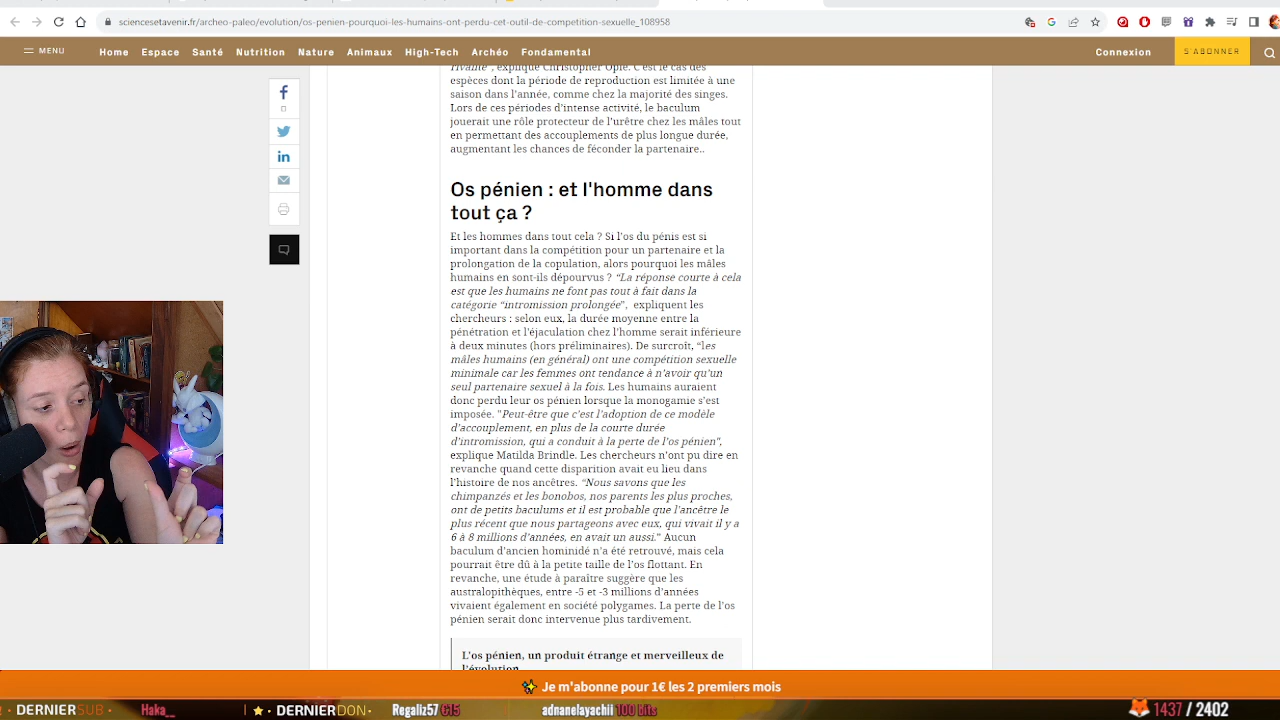 sciencesetavenir.fr/archeo-paleo/evolution/os-penien-pourquoi-les-humains-ont-perdu-cet-outil-de-competition-sexuelle_108958
MENU
Home Espace Santé Nutrition Nature Animaux High-Tech Archéo Fondamental
Connexion
S'ABONNER
rivante", explique Christopher Opie. C'est le cas des
espèces dont la période de reproduction est limitée à une
saison dans l'année, comme chez la majorité des singes.
Lors de ces périodes d'intense activité, le baculum
jouerait une rôle protecteur de l'urètre chez les mâles tout
en permettant des accouplements de plus longue durée,
augmentant les chances de féconder la partenaire..
Os pénien : et l'homme dans
tout ça ?
Et les hommes dans tout cela ? Si l'os du pénis est si
important dans la compétition pour un partenaire et la
prolongation de la copulation, alors pourquoi les mâles
humains en sont-ils dépourvus ? "La réponse courte à cela
est que les humains ne font pas tout à fait dans la
catégorie "intromission prolongée", expliquent les
chercheurs : selon eux, la durée moyenne entre la
pénétration et l'éjaculation chez l'homme serait inférieure
à deux minutes (hors préliminaires). De surcroît, "les
mâles humains (en général) ont une compétition sexuelle
minimale car les femmes ont tendance à n'avoir qu'un
seul partenaire sexuel à la fois. Les humains auraient
donc perdu leur os pénien lorsque la monogamie s'est
imposée. "Peut-être que c'est l'adoption de ce modèle
d'accouplement, en plus de la courte durée
d'intromission, qui a conduit à la perte de l'os pénien",
explique Matilda Brindle. Les chercheurs n'ont pu dire en
revanche quand cette disparition avait eu lieu dans
l'histoire de nos ancêtres. "Nous savons que les
chimpanzés et les bonobos, nos parents les plus proches,
ont de petits baculums et il est probable que l'ancêtre le
plus récent que nous partageons avec eux, qui vivait il y a
6 à 8 millions d'années, en avait un aussi." Aucun
baculum d'ancien hominidé n'a été retrouvé, mais cela
pourrait être dû à la petite taille de l'os flottant. En
revanche, une étude à paraître suggère que les
australopithèques, entre -5 et -3 millions d'années
vivaient également en société polygames. La perte de l'os
pénien serait donc intervenue plus tardivement.
L'os pénien, un produit étrange et merveilleux de
l'évolution
Je m'abonne pour 1€ les 2 premiers mois
DERNIERSUB Haka__ DERNIERDON Regaliz57 €15 adnanelayachii 100 bits 1437 / 2402